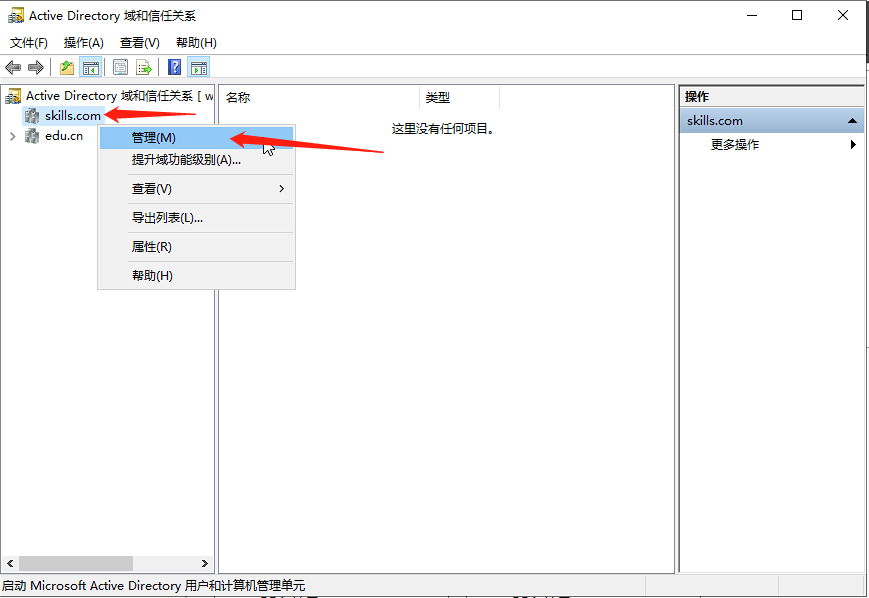 Active Directory 域和信任关系
文件(F) 操作(A) 查看(V) 帮助(H)
Active Directory 域和信任关系 [ w
skills.com
edu.cn
管理(M)
提升域功能级别(A)...
查看(V)
导出列表(L)...
属性(R)
帮助(H)
名称 类型
这里没有任何项目。
操作
skills.com
更多操作
启动 Microsoft Active Directory 用户和计算机管理单元